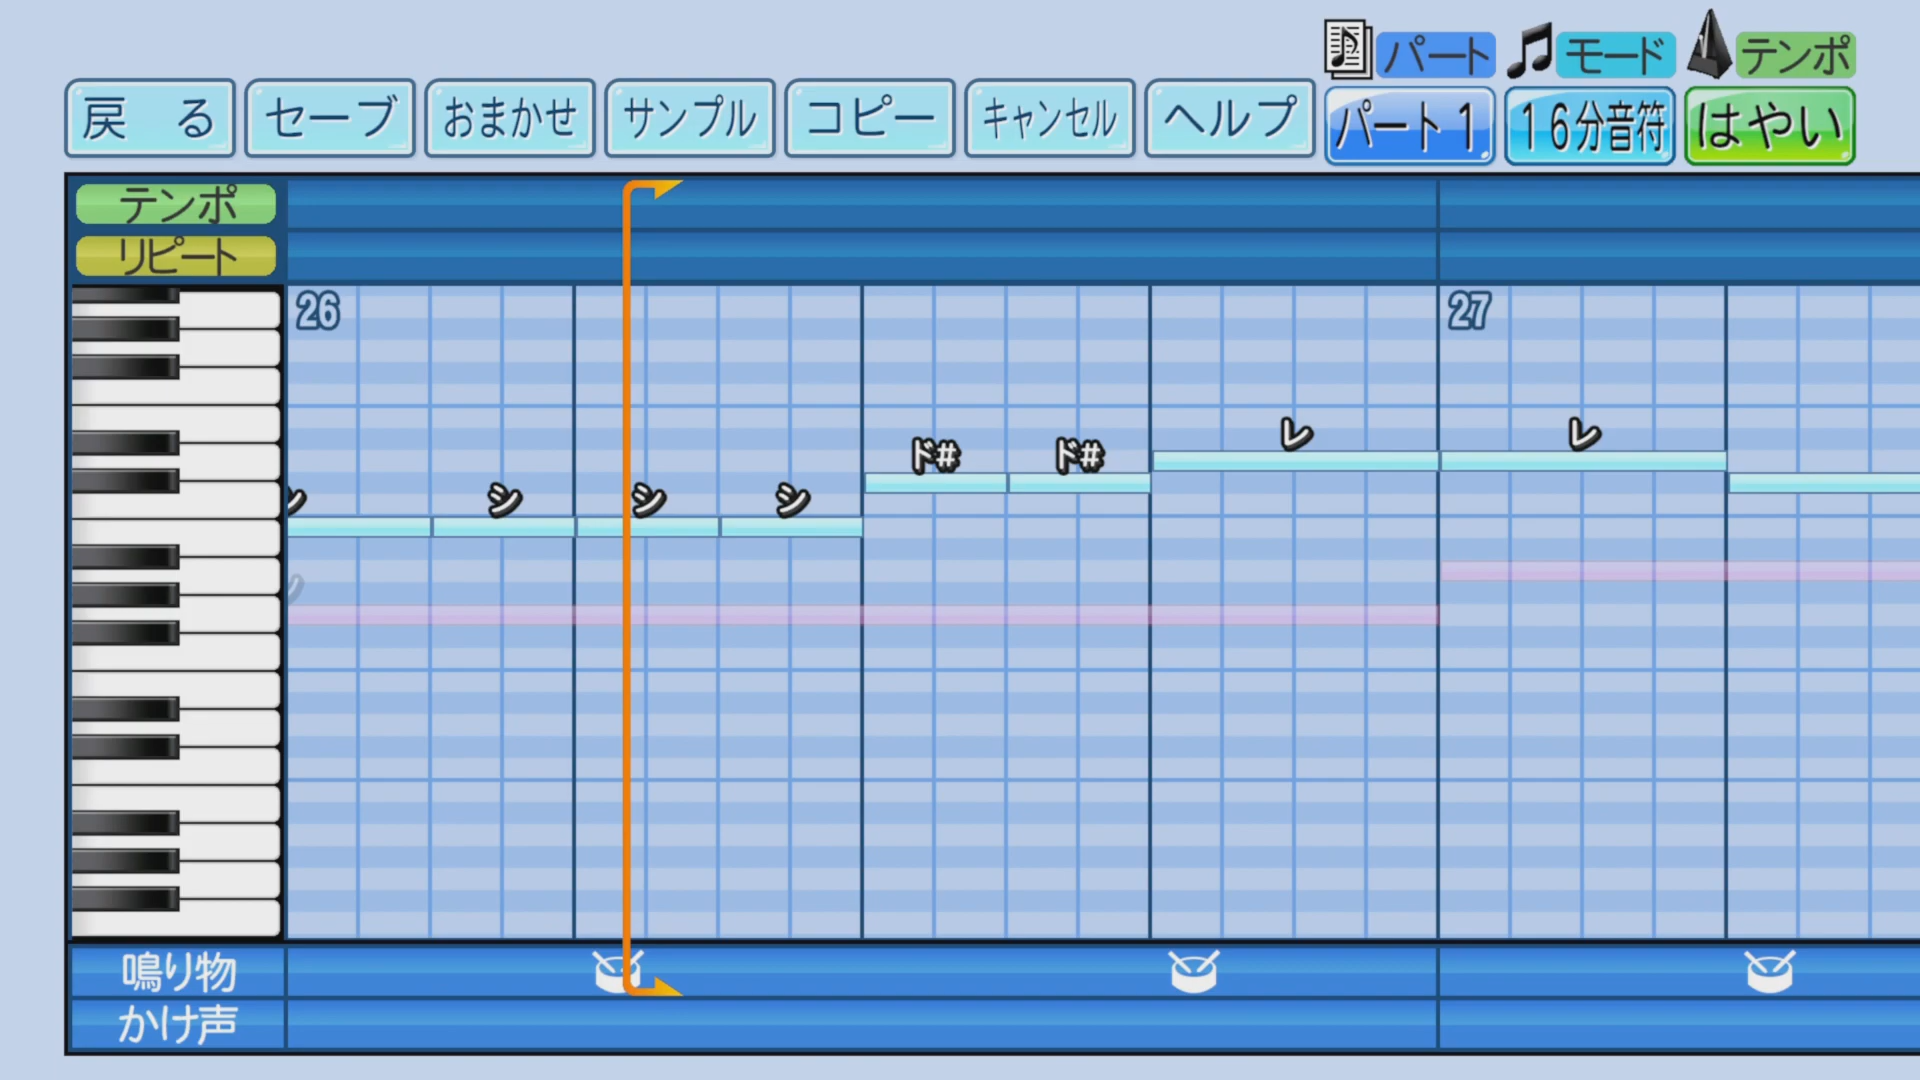 パート モード テンポ
戻る セーブ おまかせ サンプル コピー キャンセル ヘルプ パート1 16分音符 はやい
テンポ
リピート
26 27
レ レ
ド# ド#
シ シ シ
鳴り物
かけ声